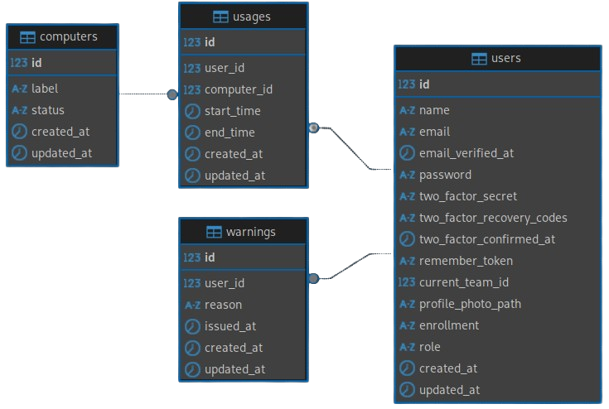 computers
123 id
A-Z label
A-Z status
created_at
updated_at
usages
123 id
123 user_id
123 computer_id
start_time
end_time
created_at
updated_at
warnings
123 id
123 user_id
A-Z reason
issued_at
created_at
updated_at
users
123 id
A-Z name
A-Z email
email_verified_at
A-Z password
A-Z two_factor_secret
A-Z two_factor_recovery_codes
two_factor_confirmed_at
A-Z remember_token
123 current_team_id
A-Z profile_photo_path
A-Z enrollment
A-Z role
created_at
updated_at